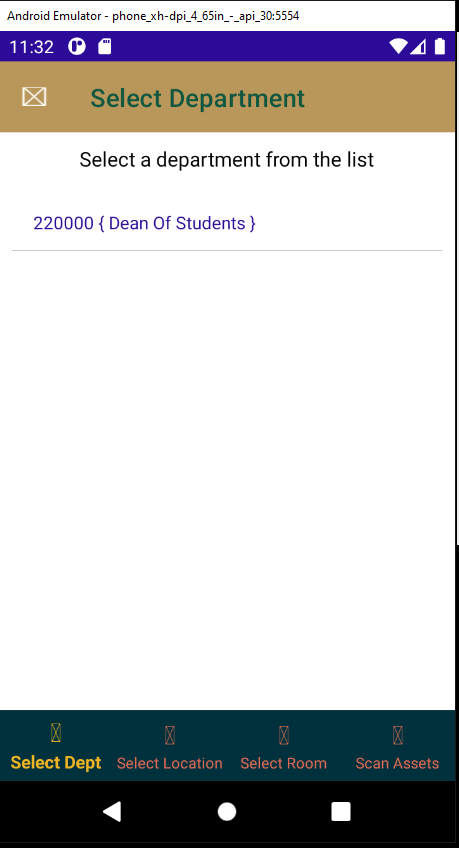 Android Emulator - phone_xh-dpi_4_65in_-_api_30:5554
11:32
Select Department
Select a department from the list
220000 { Dean Of Students }
Select Dept
Select Location
Select Room
Scan Assets